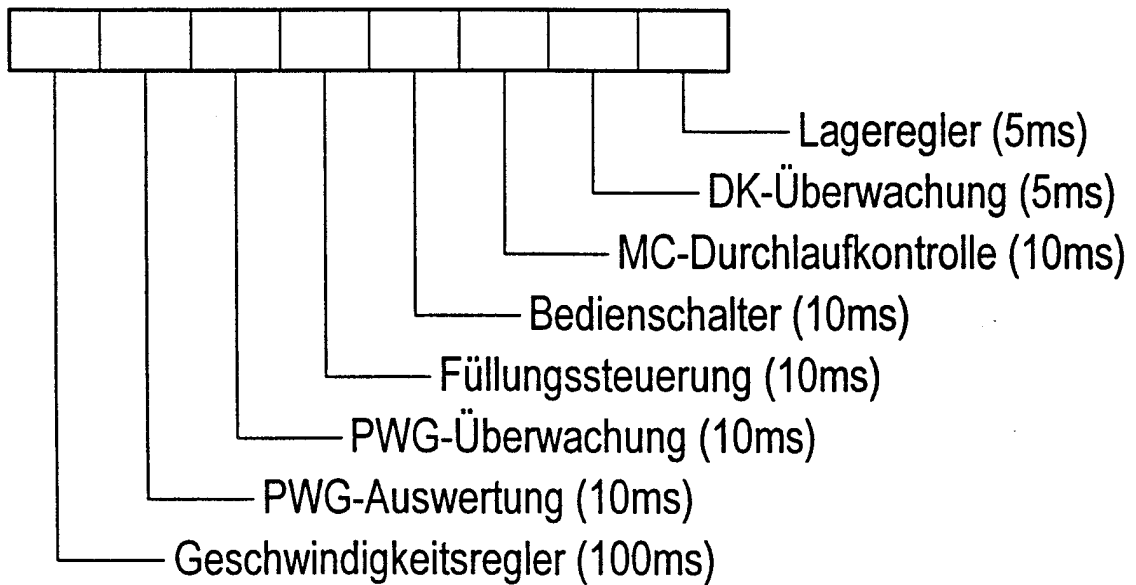 Lageregler (5ms)
DK-Überwachung (5ms)
MC-Durchlaufkontrolle (10ms)
Bedienschalter (10ms)
Füllungssteuerung (10ms)
PWG-Überwachung (10ms)
PWG-Auswertung (10ms)
Geschwindigkeitsregler (100ms)